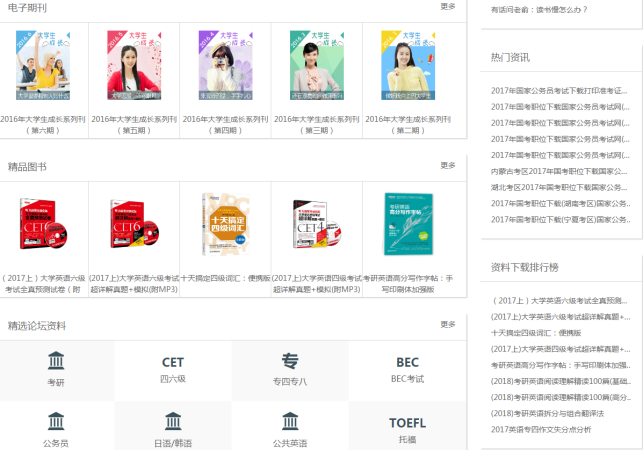 电子期刊 更多
2016年大学生成长系列刊 2016年大学生成长系列刊 2016年大学生成长系列刊 2016年大学生成长系列刊 2016年大学生成长系列刊
（第六期） （第五期） （第四期） （第三期） （第二期）
精品图书 更多
CET6 CET6 十天搞定 四级词汇 CET4 考研英语 高分写作字帖
（2017上）大学英语六级 (2017上)大学英语六级考试 十天搞定四级词汇：便携版 (2017上)大学英语四级考试 考研英语高分写作字帖：手
考试全真预测试卷（附 超详解真题+模拟(附MP3) 超详解真题+模拟(附MP3) 写印刷体加强版
精选论坛资料 更多
CET 专 BEC
考研 四六级 专四专八 BEC考试
TOEFL
公务员 日语/韩语 公共英语 托福
有话问老俞：读书慢怎么办？
热门资讯
2017年国家公务员考试下载打印准考证...
2017年国考职位下载国家公务员考试网(...
2017年国考职位下载国家公务员考试网(...
2017年国考职位下载国家公务员考试网(...
2017年国考职位下载国家公务员考试网(...
内蒙古考区2017年国考职位下载国家公...
湖北考区2017年国考职位下载国家公务...
2017年国考职位下载(湖南考区)国家公务...
2017年国考职位下载(宁夏考区)国家公务...
资料下载排行榜
（2017上）大学英语六级考试全真预测...
(2017上)大学英语六级考试超详解真题+...
十天搞定四级词汇：便携版
(2017上)大学英语四级考试超详解真题+...
考研英语高分写作字帖：手写印刷体加强...
(2018)考研英语阅读理解精读100篇(基础...
(2018)考研英语阅读理解精读100篇(高分...
(2018)考研英语拆分与组合翻译法
2017英语专四作文失分点分析